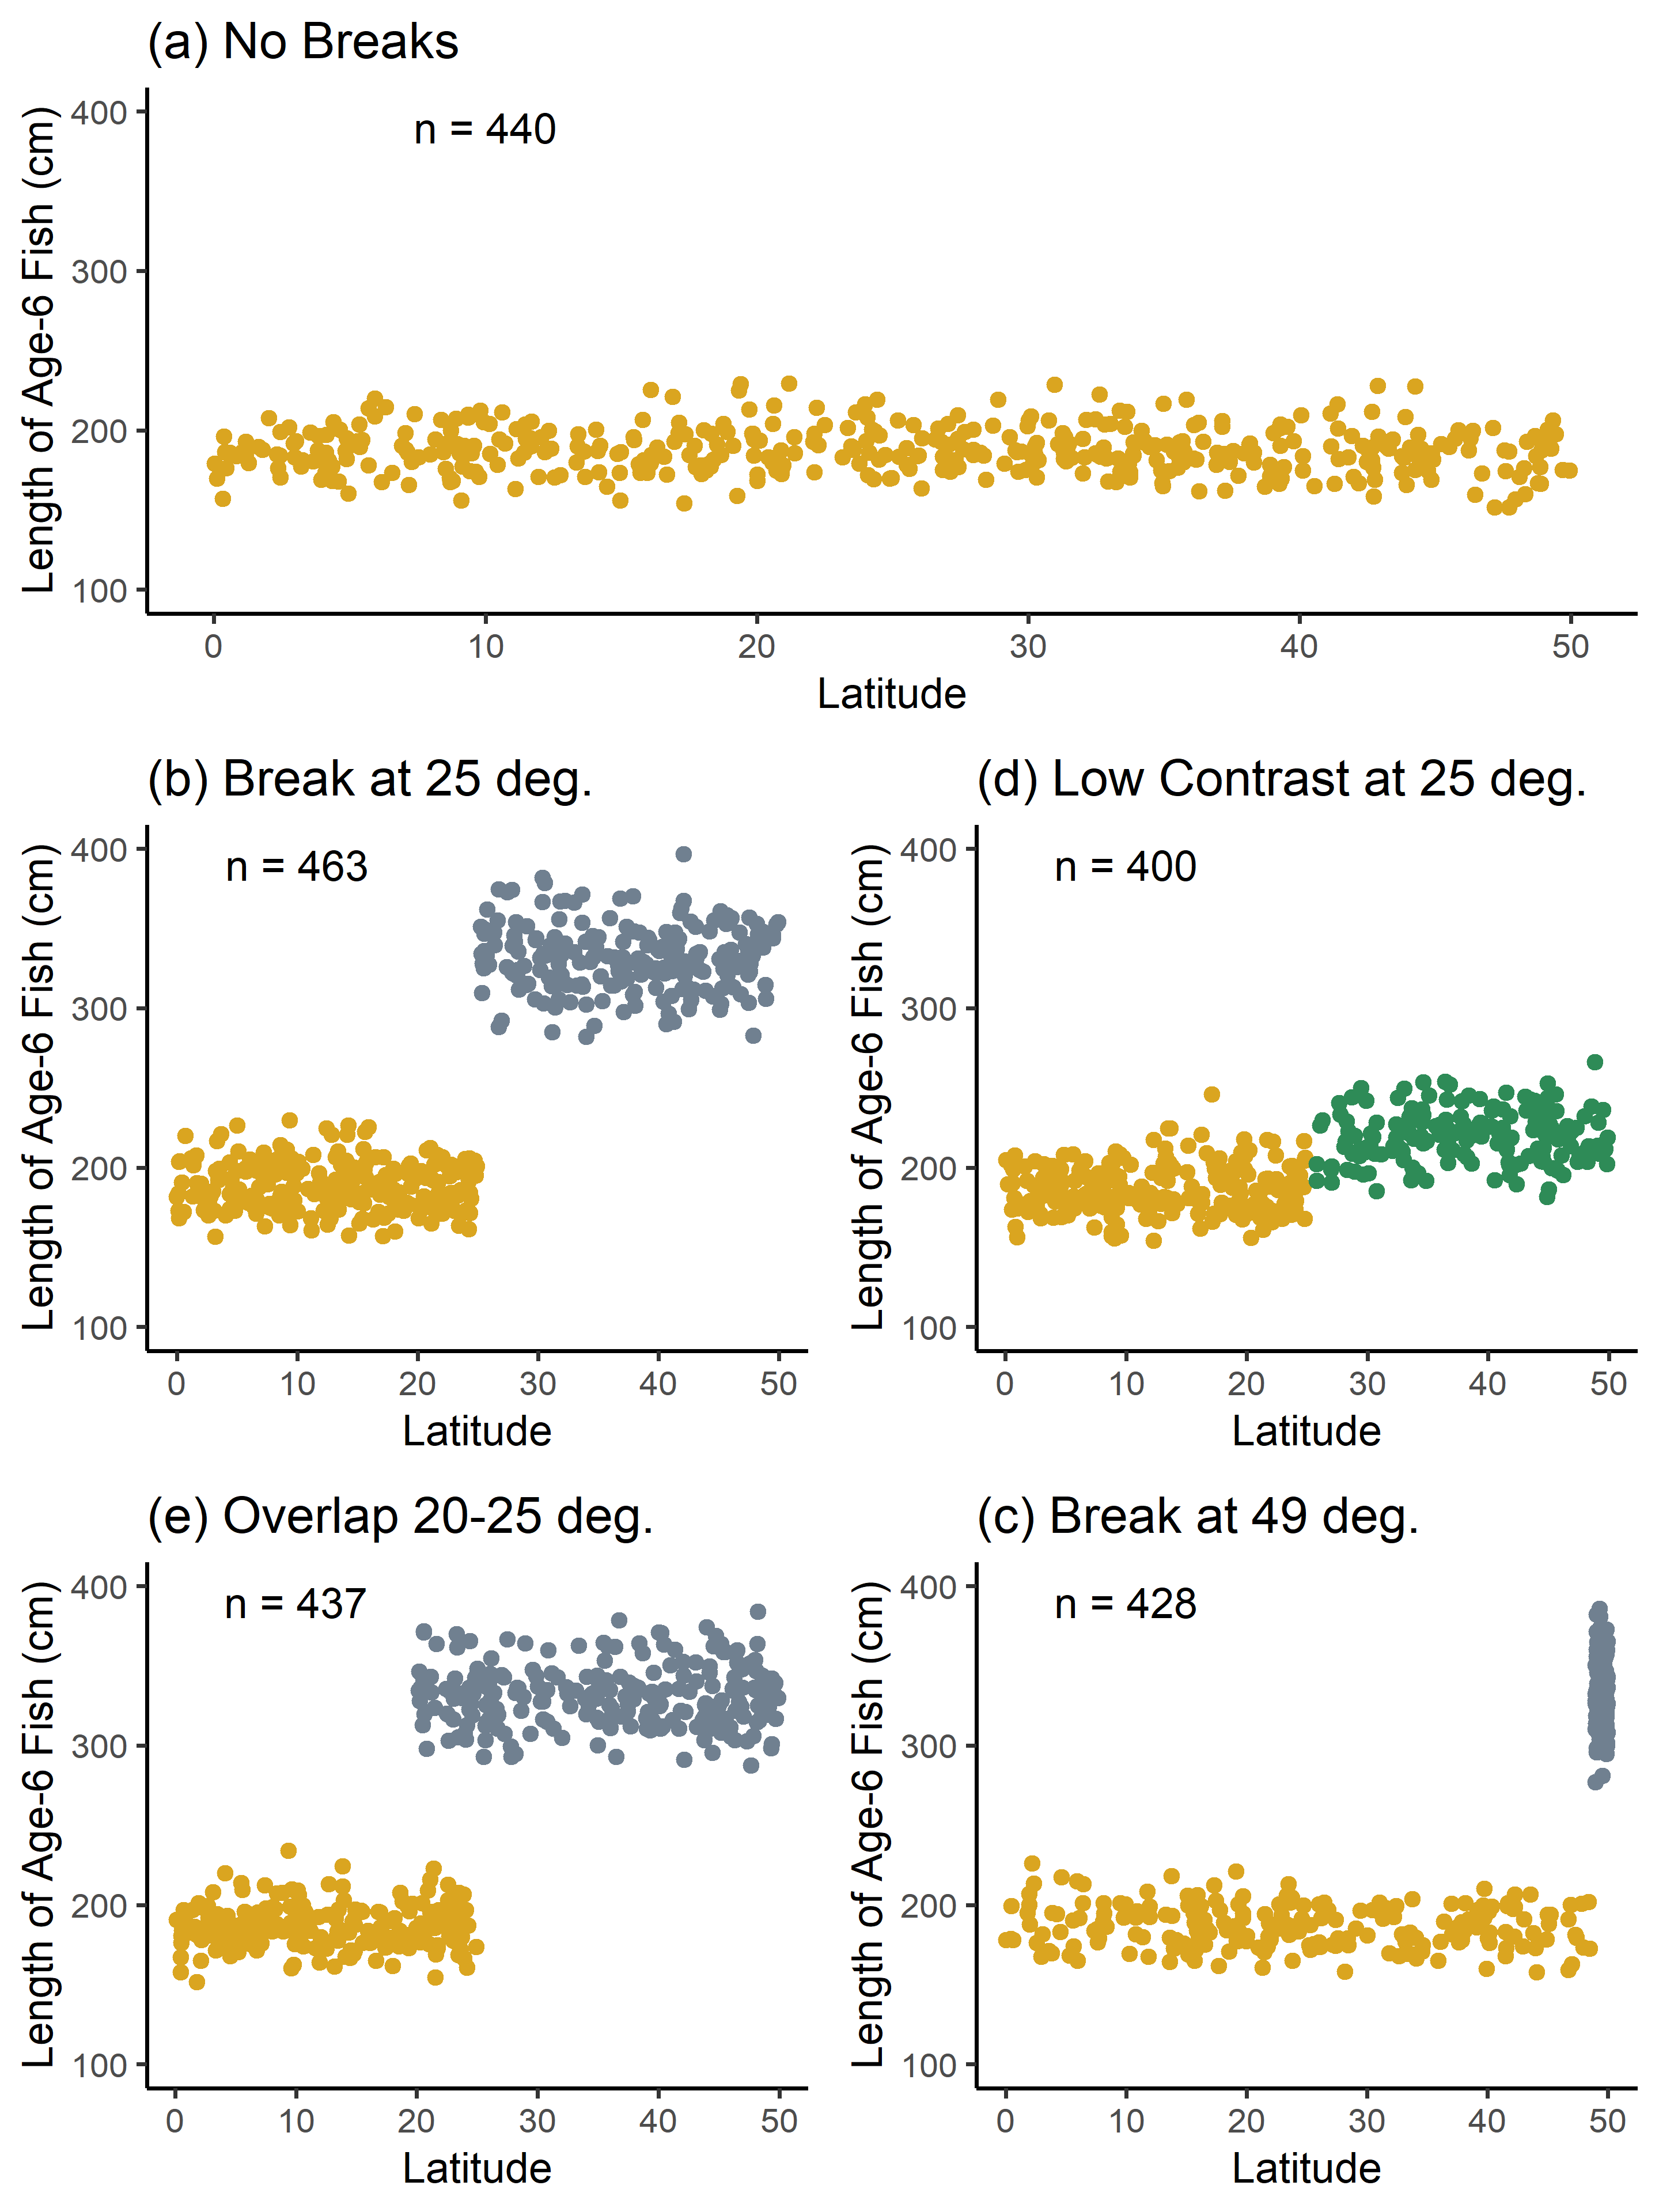 (a) No Breaks
Length of Age-6 Fish (cm)
400
300
200
100
n = 440
0 10 20 30 40 50
Latitude
(b) Break at 25 deg.
Length of Age-6 Fish (cm)
400
300
200
100
n = 463
0 10 20 30 40 50
Latitude
(d) Low Contrast at 25 deg.
Length of Age-6 Fish (cm)
400
300
200
100
n = 400
0 10 20 30 40 50
Latitude
(e) Overlap 20-25 deg.
Length of Age-6 Fish (cm)
400
300
200
100
n = 437
0 10 20 30 40 50
Latitude
(c) Break at 49 deg.
Length of Age-6 Fish (cm)
400
300
200
100
n = 428
0 10 20 30 40 50
Latitude